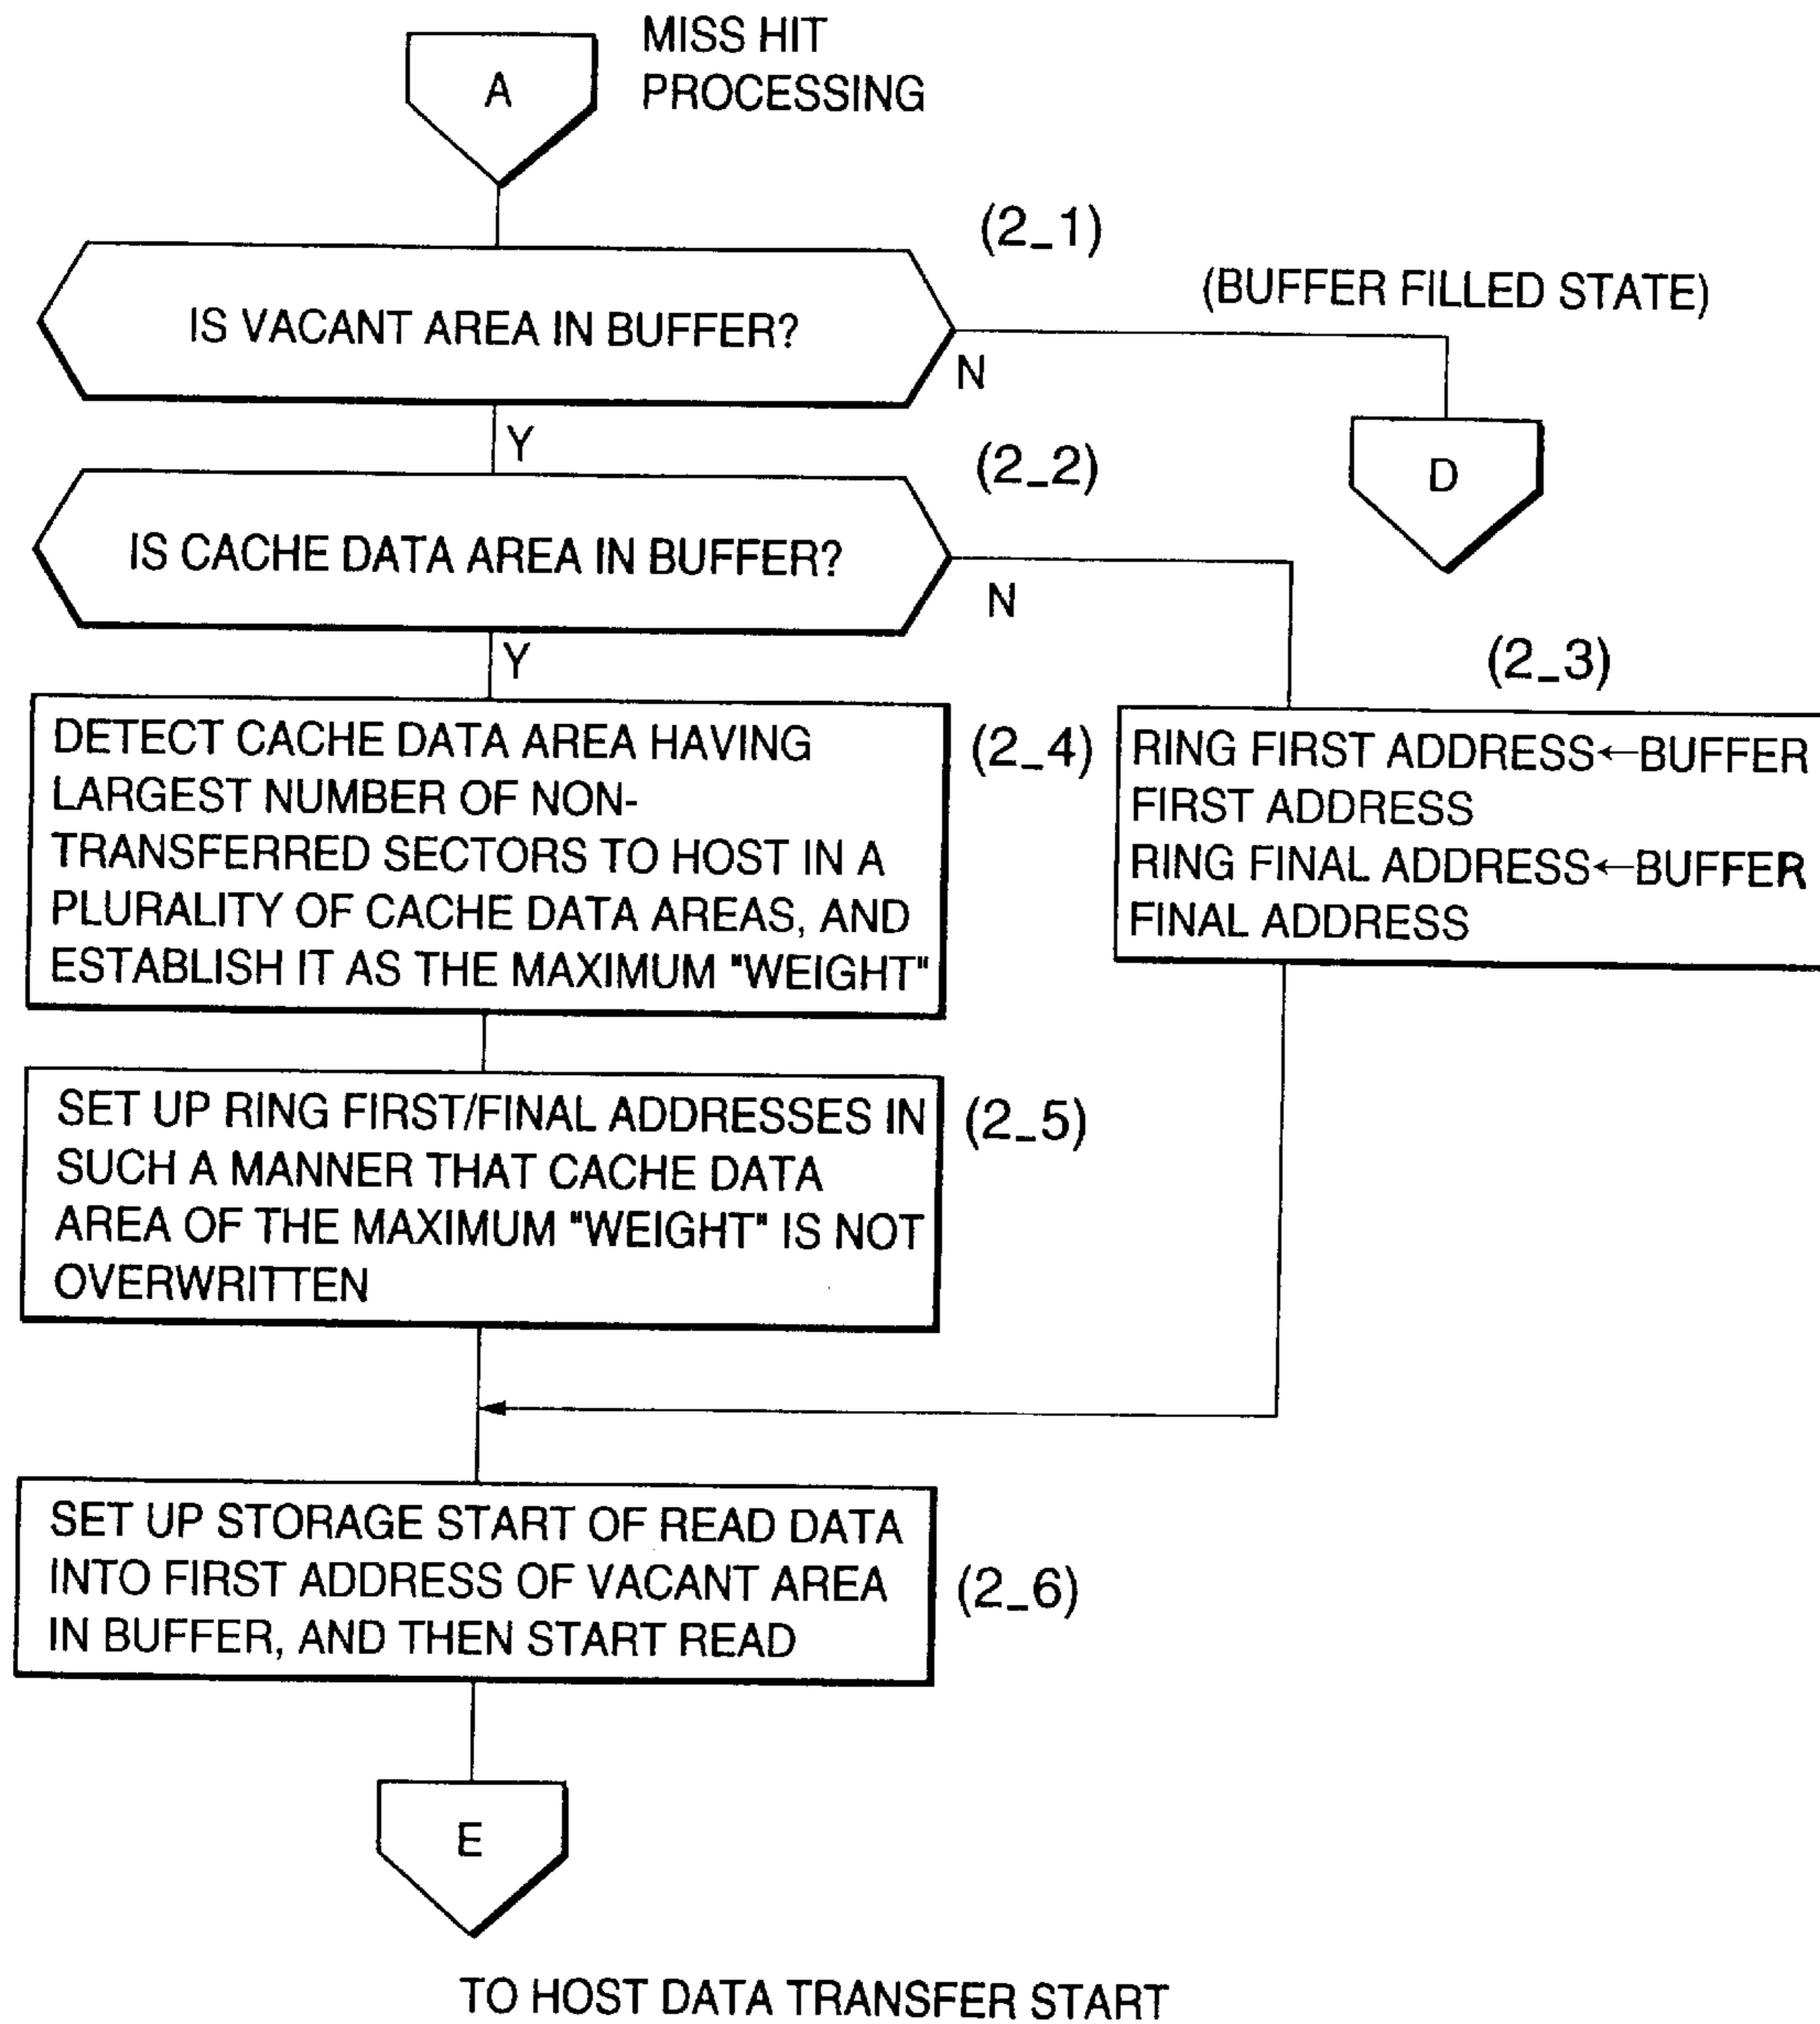 A
MISS HIT
PROCESSING
(2_1)
IS VACANT AREA IN BUFFER?
N
(BUFFER FILLED STATE)
D
Y
(2_2)
IS CACHE DATA AREA IN BUFFER?
N
Y
(2_3)
RING FIRST ADDRESS←BUFFER
FIRST ADDRESS
RING FINAL ADDRESS←BUFFER
FINAL ADDRESS
DETECT CACHE DATA AREA HAVING
LARGEST NUMBER OF NON-
TRANSFERRED SECTORS TO HOST IN A
PLURALITY OF CACHE DATA AREAS, AND
ESTABLISH IT AS THE MAXIMUM "WEIGHT"
(2_4)
SET UP RING FIRST/FINAL ADDRESSES IN
SUCH A MANNER THAT CACHE DATA
AREA OF THE MAXIMUM "WEIGHT" IS NOT
OVERWRITTEN
(2_5)
SET UP STORAGE START OF READ DATA
INTO FIRST ADDRESS OF VACANT AREA
IN BUFFER, AND THEN START READ
(2_6)
E
TO HOST DATA TRANSFER START